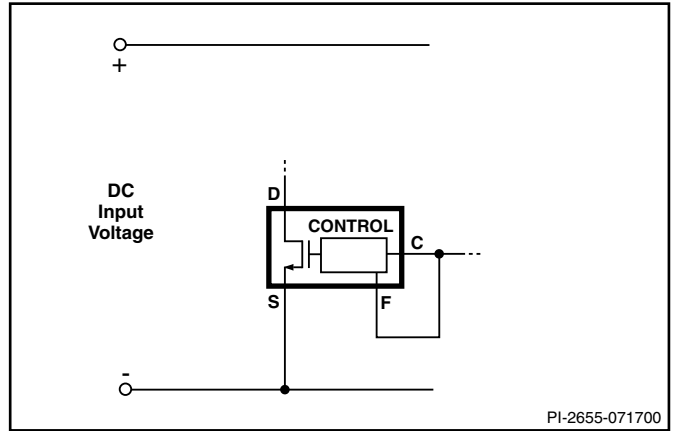 +
DC
Input
Voltage
D
CONTROL
C
S
F
-
PI-2655-071700